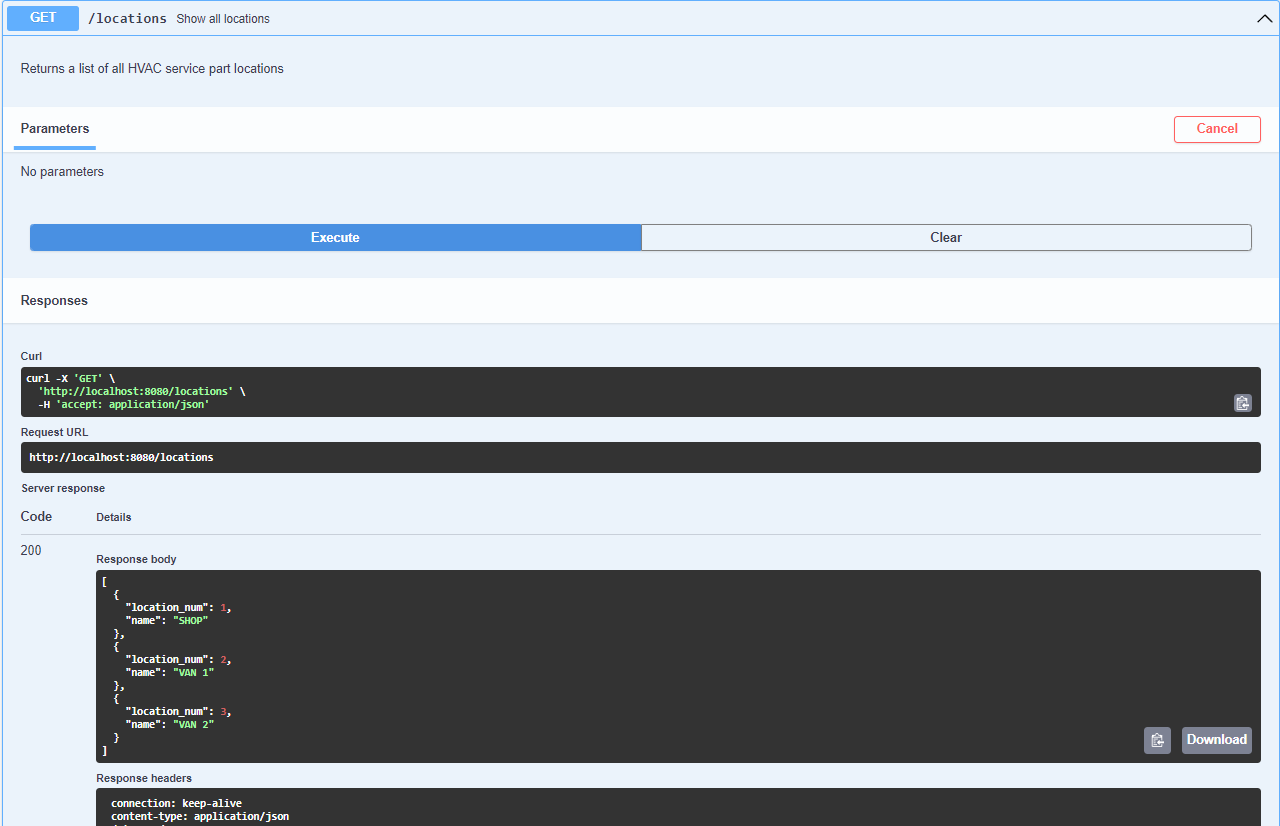 GET /locations Show all locations
Returns a list of all HVAC service part locations
Parameters
Cancel
No parameters
Execute
Clear
Responses
Curl
curl -X 'GET' \
  'http://localhost:8080/locations' \
  -H 'accept: application/json'
Request URL
http://localhost:8080/locations
Server response
Code Details
200
Response body
[
  {
    "location_num": 1,
    "name": "SHOP"
  },
  {
    "location_num": 2,
    "name": "VAN 1"
  },
  {
    "location_num": 3,
    "name": "VAN 2"
  }
]
Download
Response headers
connection: keep-alive
content-type: application/json